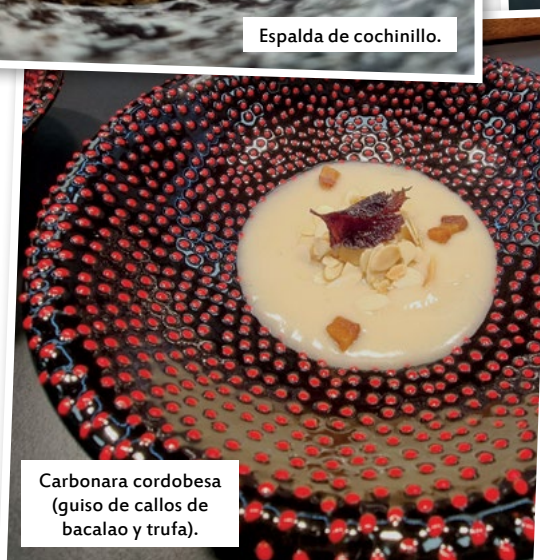 Espalda de cochinillo.
Carbonara cordobesa
(guiso de callos de
bacalao y trufa).